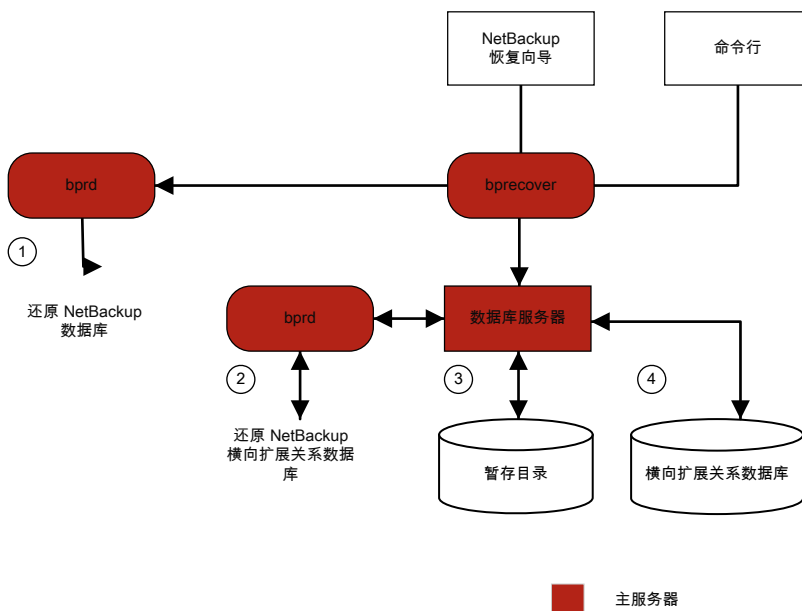 NetBackup
恢复向导
命令行
bprd
bprecover
1
还原 NetBackup
数据库
bprd
数据库服务器
2
3
4
还原 NetBackup
横向扩展关系数据
库
暂存目录
横向扩展关系数据库
主服务器